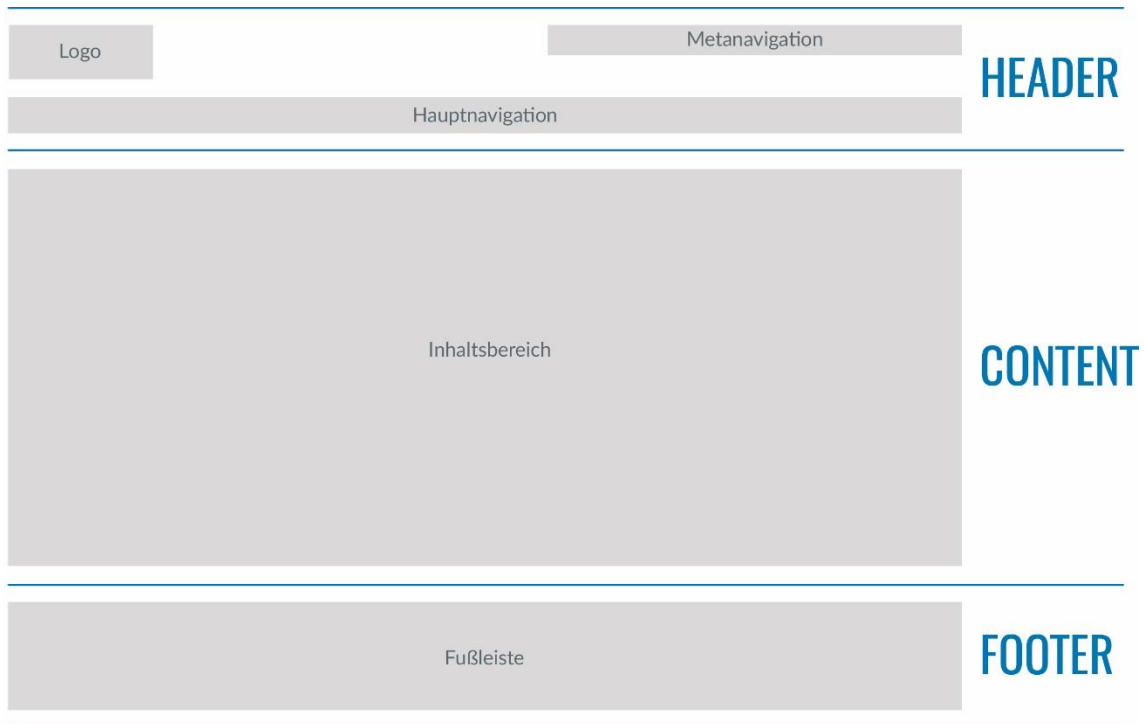 Logo
Metanavigation
HEADER
Hauptnavigation
Inhaltsbereich
CONTENT
Fußleiste
FOOTER